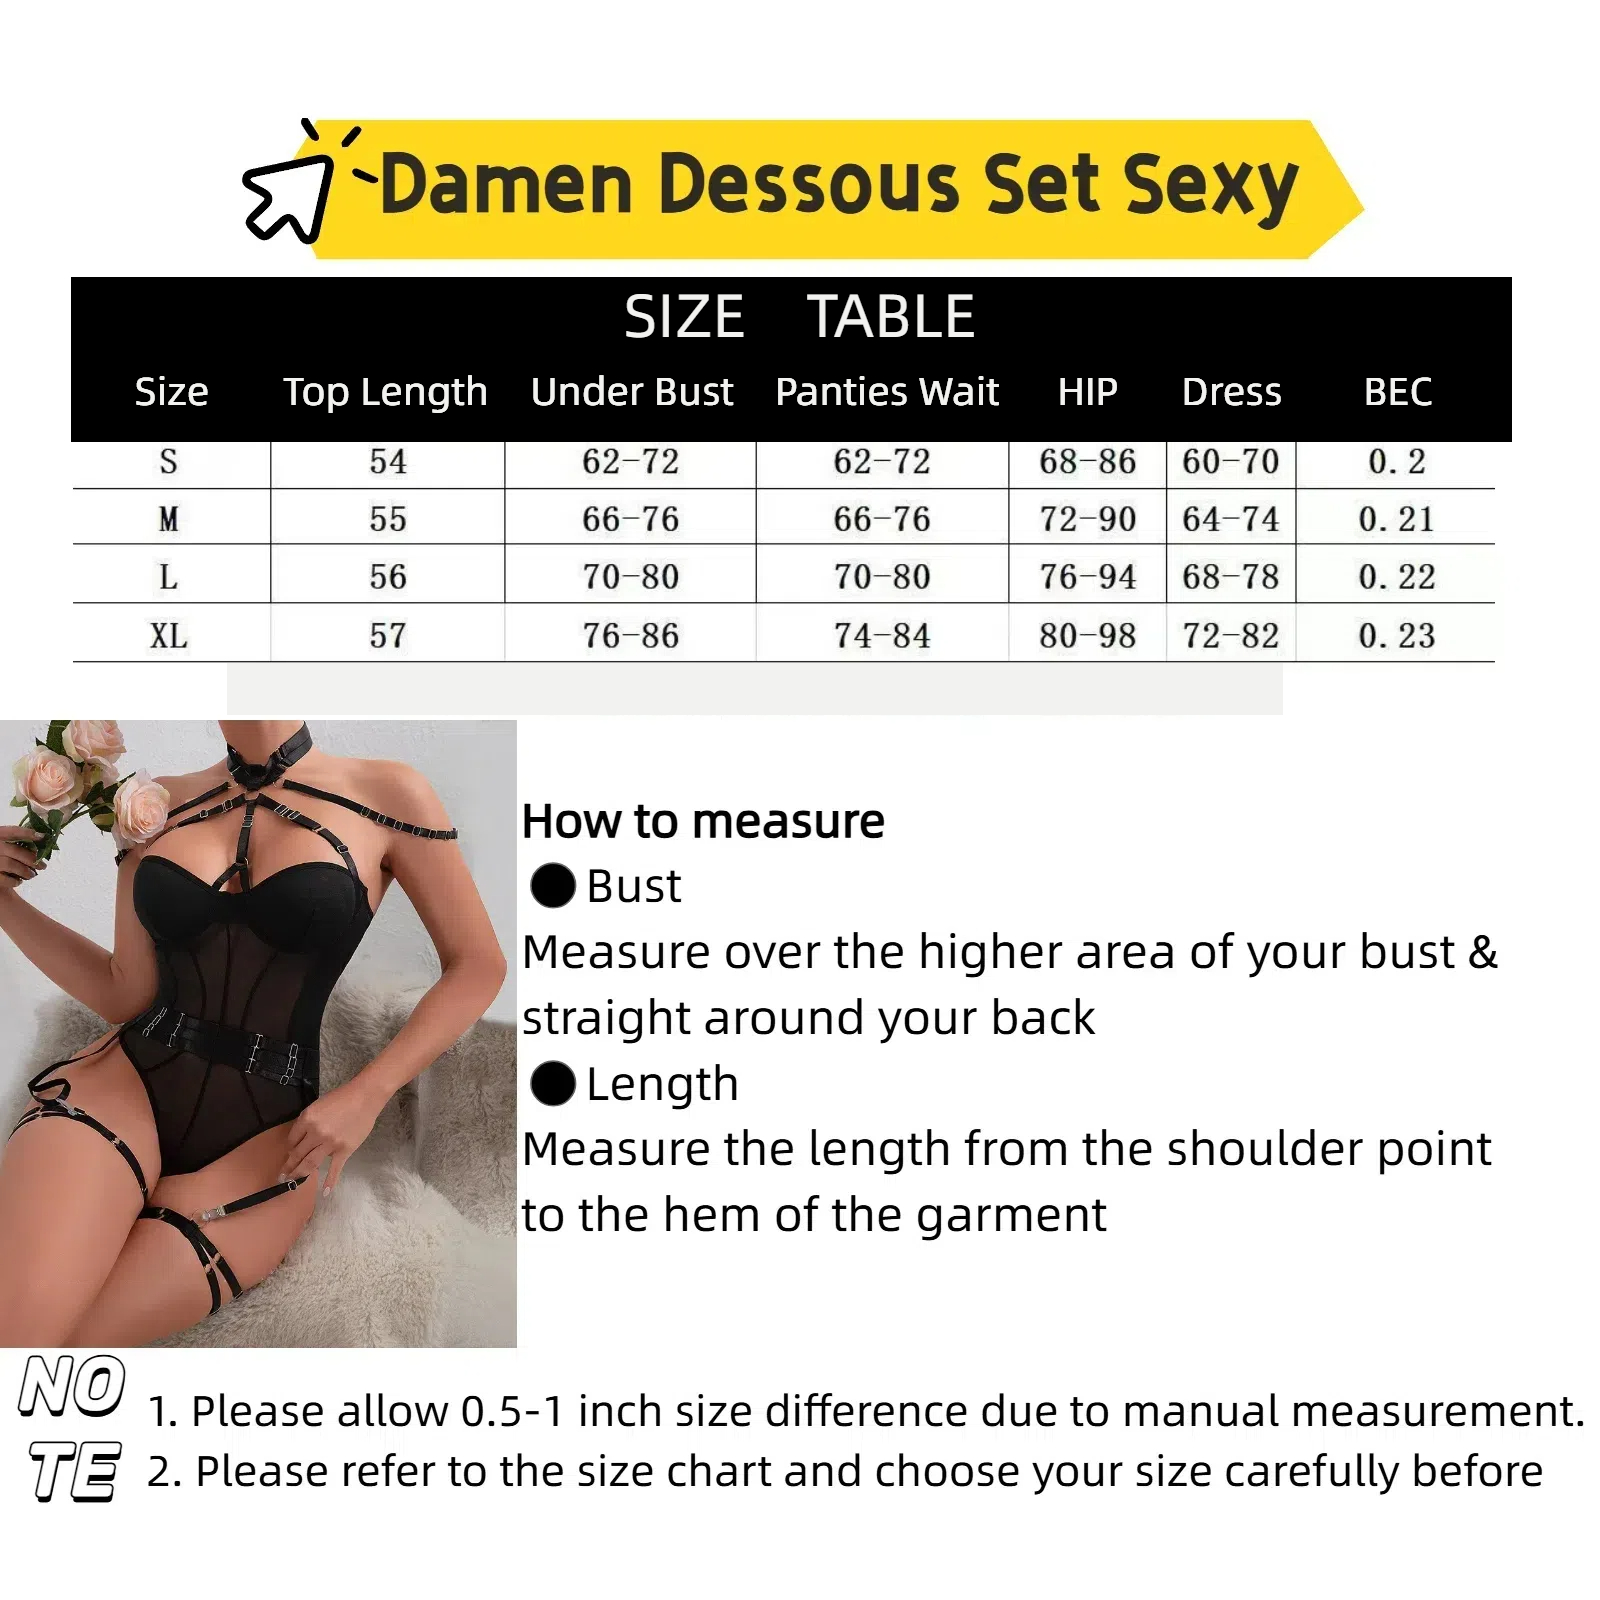 Damen Dessous Set Sexy
SIZE TABLE
Size Top Length Under Bust Panties Wait HIP Dress BEC
S 54 62-72 62-72 68-86 60-70 0.2
M 55 66-76 66-76 72-90 64-74 0.21
L 56 70-80 70-80 76-94 68-78 0.22
XL 57 76-86 74-84 80-98 72-82 0.23
How to measure
● Bust
Measure over the higher area of your bust &
straight around your back
● Length
Measure the length from the shoulder point
to the hem of the garment
NO
TE
1. Please allow 0.5-1 inch size difference due to manual measurement.
2. Please refer to the size chart and choose your size carefully before